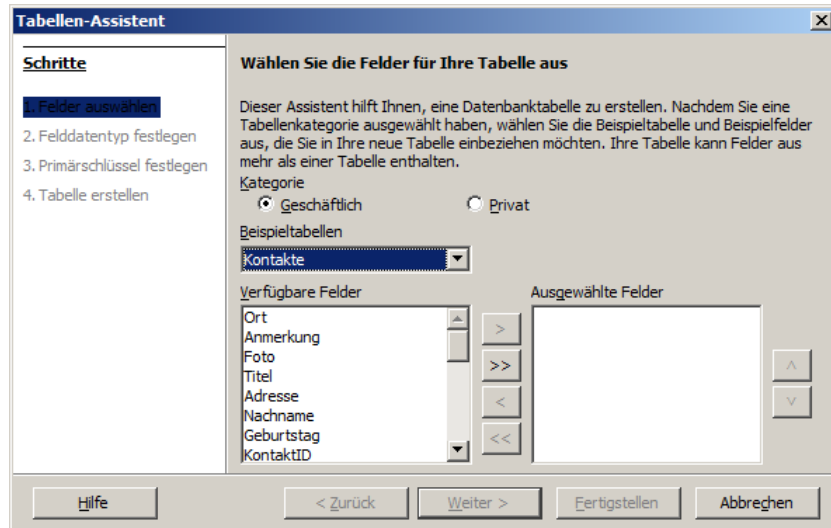 Tabellen-Assistent
Schritte
1. Felder auswählen
2. Felddatentyp festlegen
3. Primärschlüssel festlegen
4. Tabelle erstellen
Wählen Sie die Felder für Ihre Tabelle aus
Dieser Assistent hilft Ihnen, eine Datenbanktabelle zu erstellen. Nachdem Sie eine
Tabellenkategorie ausgewählt haben, wählen Sie die Beispieltabelle und Beispielfelder
aus, die Sie in Ihre neue Tabelle einbeziehen möchten. Ihre Tabelle kann Felder aus
mehr als einer Tabelle enthalten.
Kategorie
Geschäftlich Privat
Beispieltabellen
Kontakte
Verfügbare Felder Ausgewählte Felder
Ort
Anmerkung
Foto
Titel
Adresse
Nachname
Geburtstag
KontaktID
>
>>
<
<<
Hilfe < Zurück Weiter > Fertigstellen Abbrechen